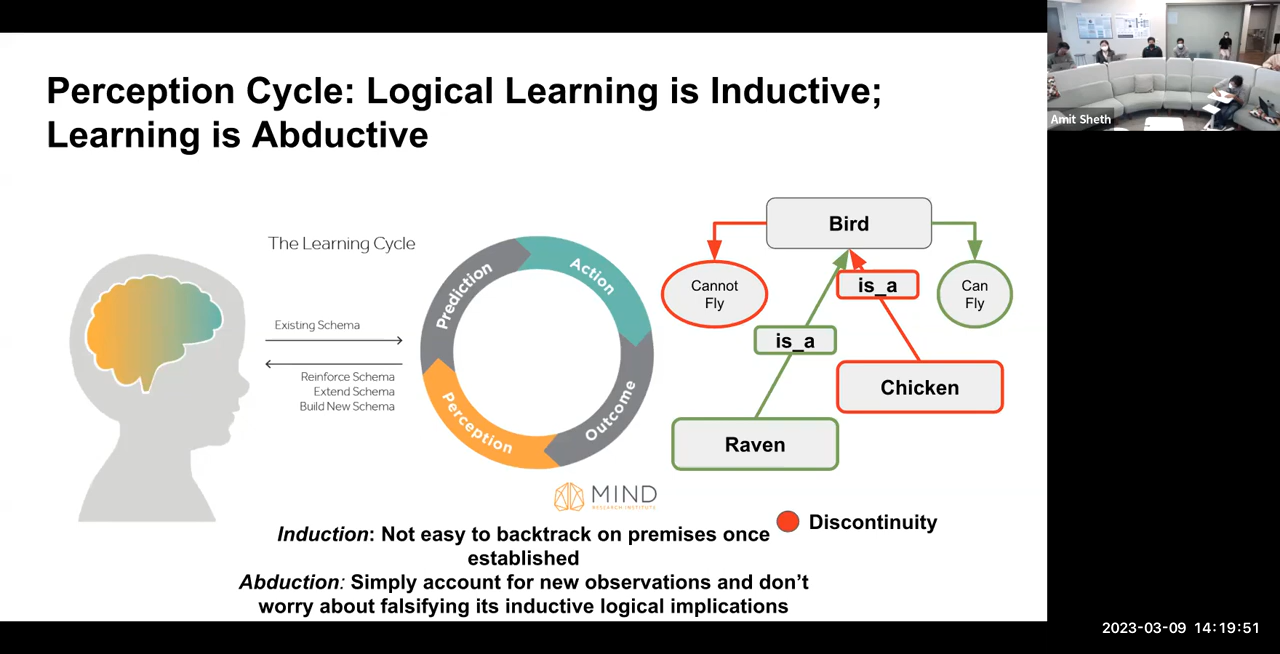 Perception Cycle: Logical Learning is Inductive;
Learning is Abductive
Amit Sheth
The Learning Cycle
Existing Schema
Reinforce Schema
Extend Schema
Build New Schema
Prediction
Action
Outcome
Perception
MIND
RESEARCH INSTITUTE
Bird
Cannot
Fly
Can
Fly
is_a
is_a
Chicken
Raven
Discontinuity
Induction: Not easy to backtrack on premises once
established
Abduction: Simply account for new observations and don’t
worry about falsifying its inductive logical implications
2023-03-09 14:19:51